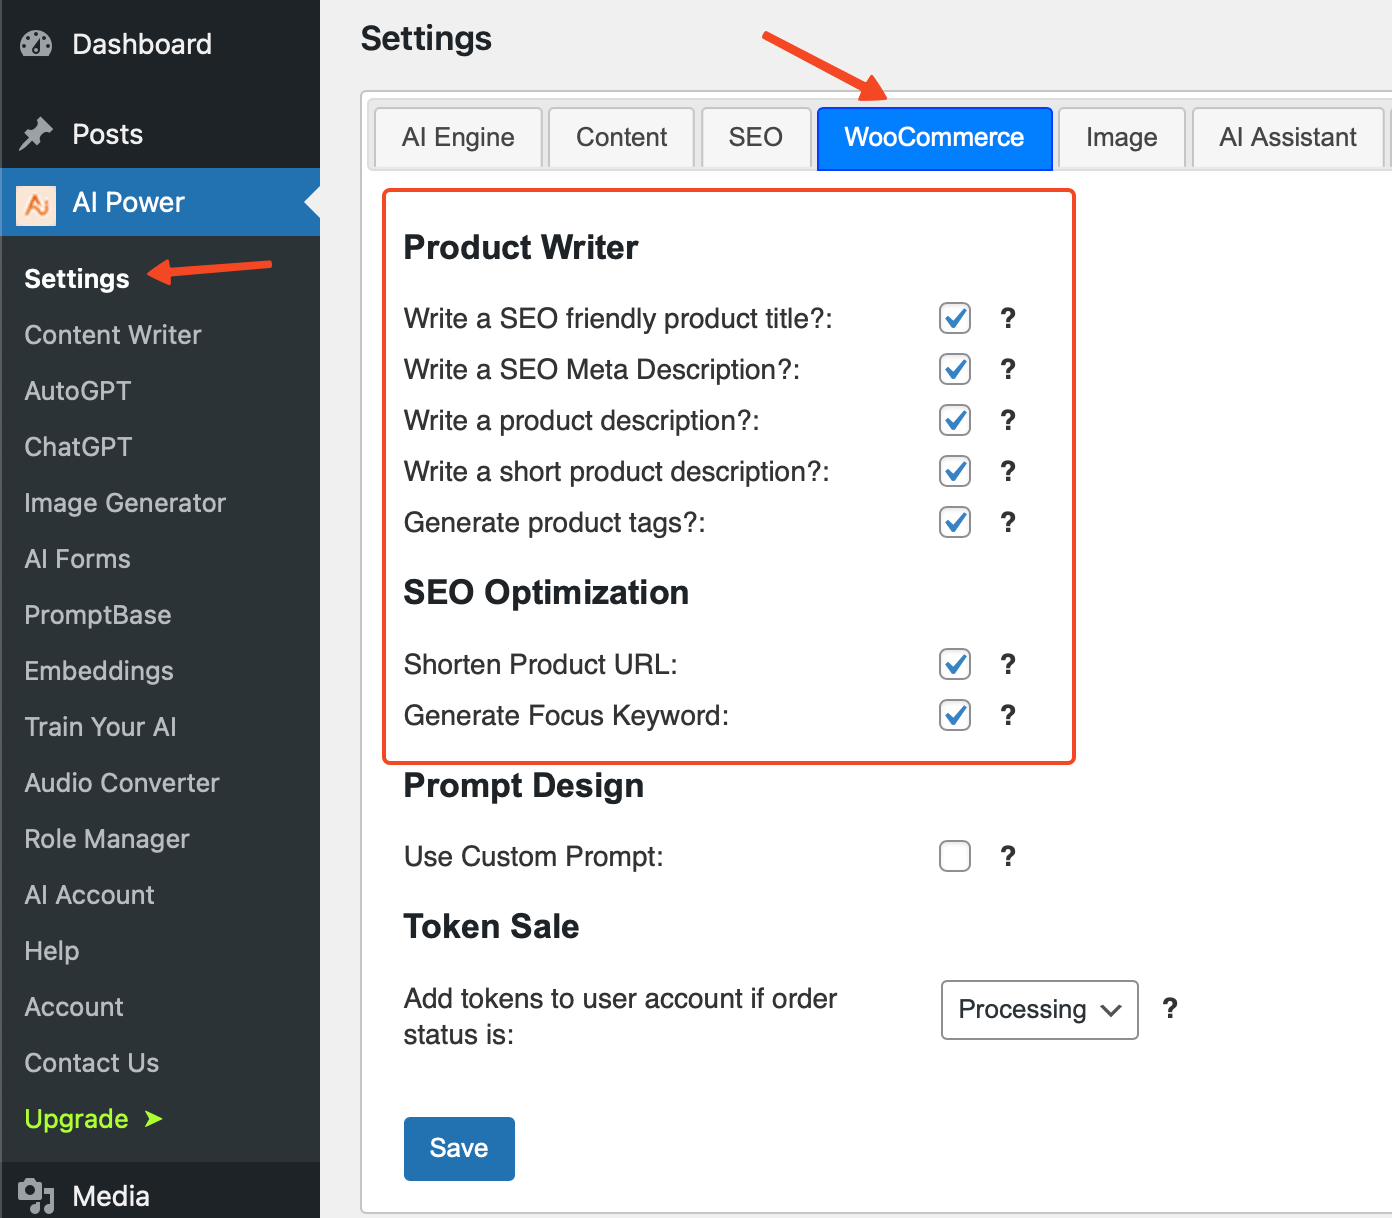 Dashboard
Posts
AI Power
Settings
Content Writer
AutoGPT
ChatGPT
Image Generator
AI Forms
PromptBase
Embeddings
Train Your AI
Audio Converter
Role Manager
AI Account
Help
Account
Contact Us
Upgrade ➤
Media
Settings
AI Engine
Content
SEO
WooCommerce
Image
AI Assistant
Product Writer
Write a SEO friendly product title?: ?
Write a SEO Meta Description?: ?
Write a product description?: ?
Write a short product description?: ?
Generate product tags?: ?
SEO Optimization
Shorten Product URL: ?
Generate Focus Keyword: ?
Prompt Design
Use Custom Prompt: ?
Token Sale
Add tokens to user account if order
status is:
Processing ?
Save